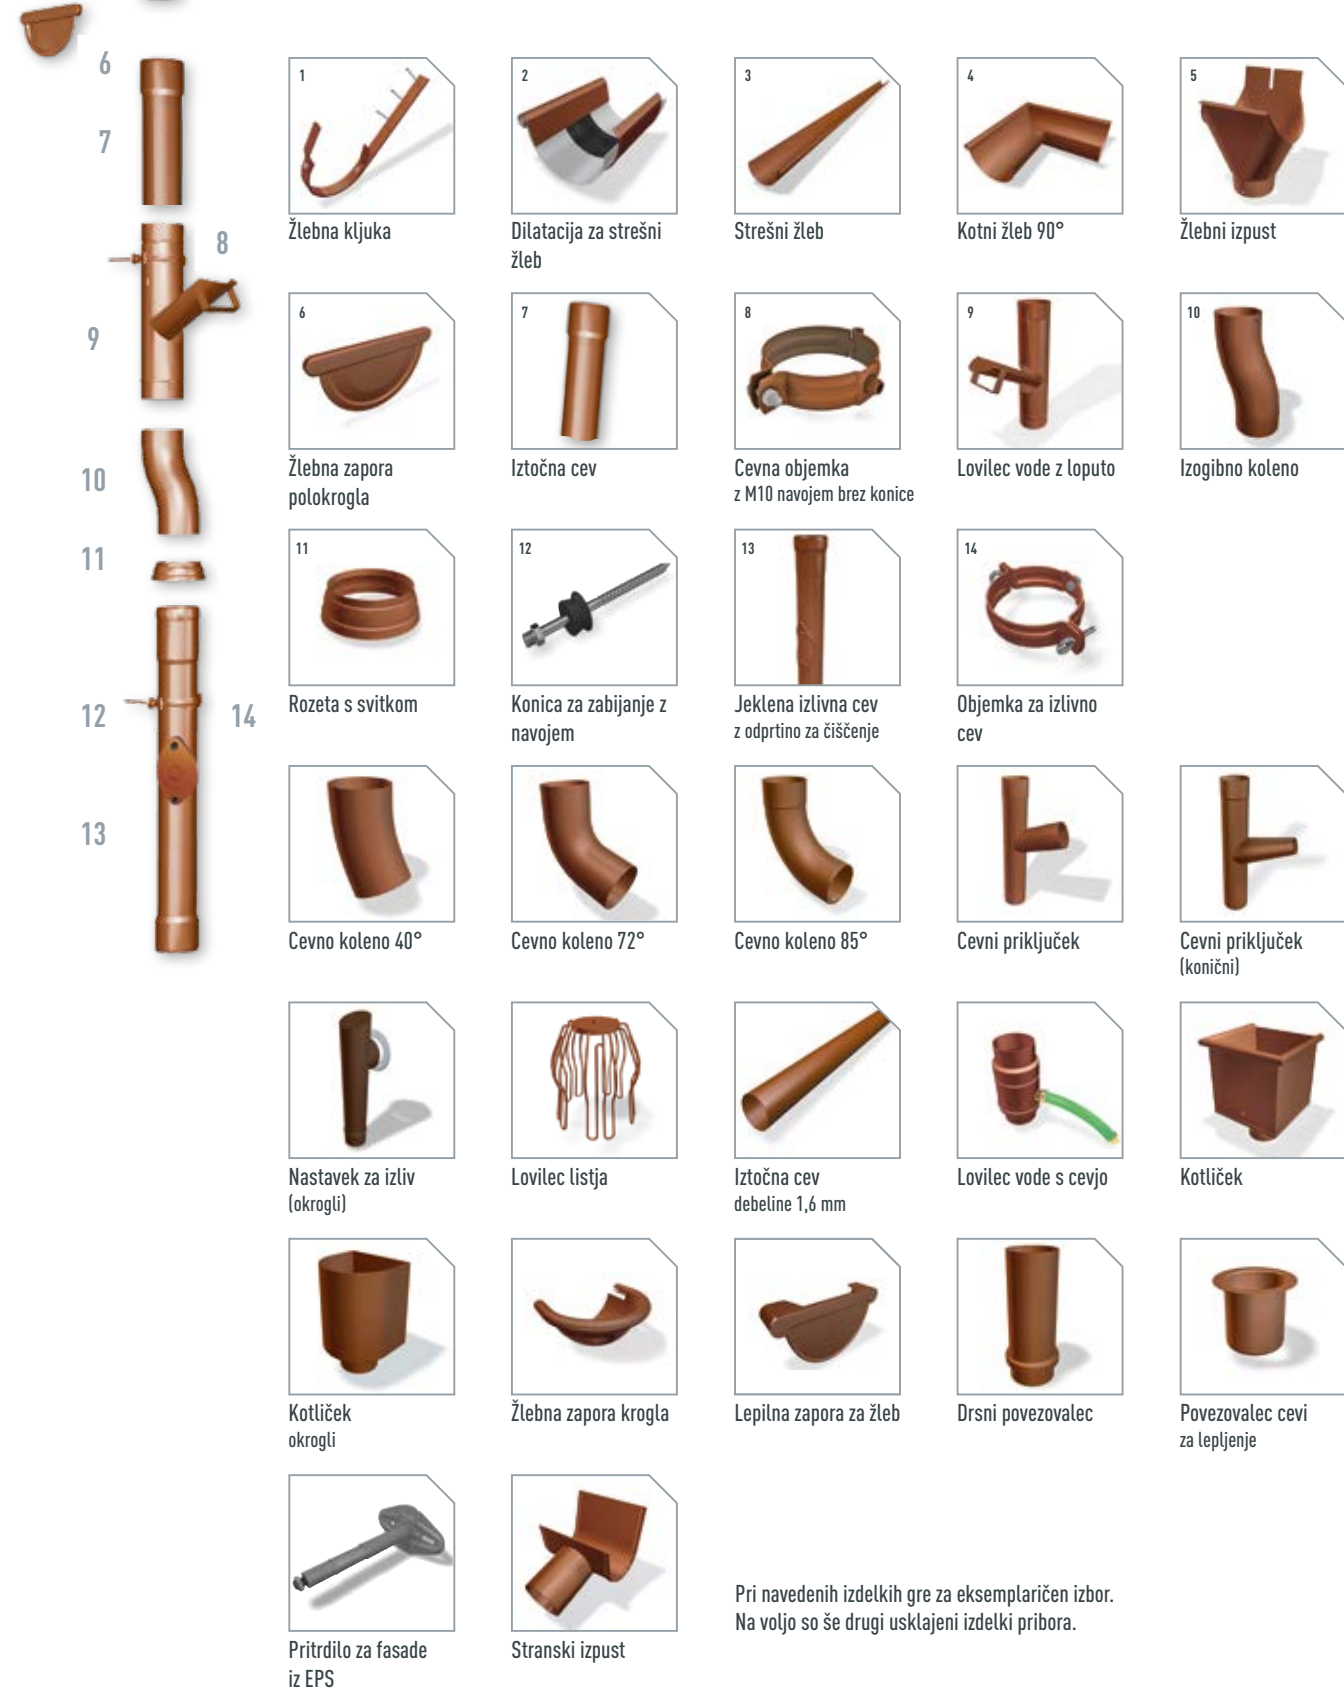 6
7
8
9
10
11
12
14
13
1
Žlebna kljuka
2
Dilatacija za strešni
žleb
3
Strešni žleb
4
Kotni žleb 90°
5
Žlebni izpust
6
Žlebna zapora
polokrogla
7
Iztočna cev
8
Cevna objemka
z M10 navojem brez konice
9
Lovilec vode z loputo
10
Izogibno koleno
11
Rozeta s svitkom
12
Konica za zabijanje z
navojem
13
Jeklena izlivna cev
z odprtino za čiščenje
14
Objemka za izlivno
cev
Cevno koleno 40°
Cevno koleno 72°
Cevno koleno 85°
Cevni priključek
Cevni priključek
(konični)
Nastavek za izliv
(okrogli)
Lovilec listja
Iztočna cev
debeline 1,6 mm
Lovilec vode s cevjo
Kotliček
Kotliček
okrogli
Žlebna zapora krogla
Lepilna zapora za žleb
Drsni povezovalec
Povezovalec cevi
za lepljenje
Pritrdilo za fasade
iz EPS
Stranski izpust
Pri navedenih izdelkih gre za eksemplaričen izbor.
Na voljo so še drugi usklajeni izdelki pribora.